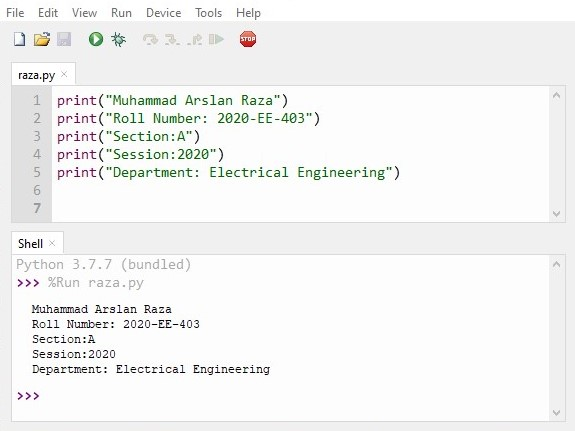 File Edit View Run Device Tools Help
STOP
raza.py ×
1 print("Muhammad Arslan Raza")
2 print("Roll Number: 2020-EE-403")
3 print("Section:A")
4 print("Session:2020")
5 print("Department: Electrical Engineering")
6
7
Shell ×
Python 3.7.7 (bundled)
>>> %Run raza.py
Muhammad Arslan Raza
Roll Number: 2020-EE-403
Section:A
Session:2020
Department: Electrical Engineering
>>>